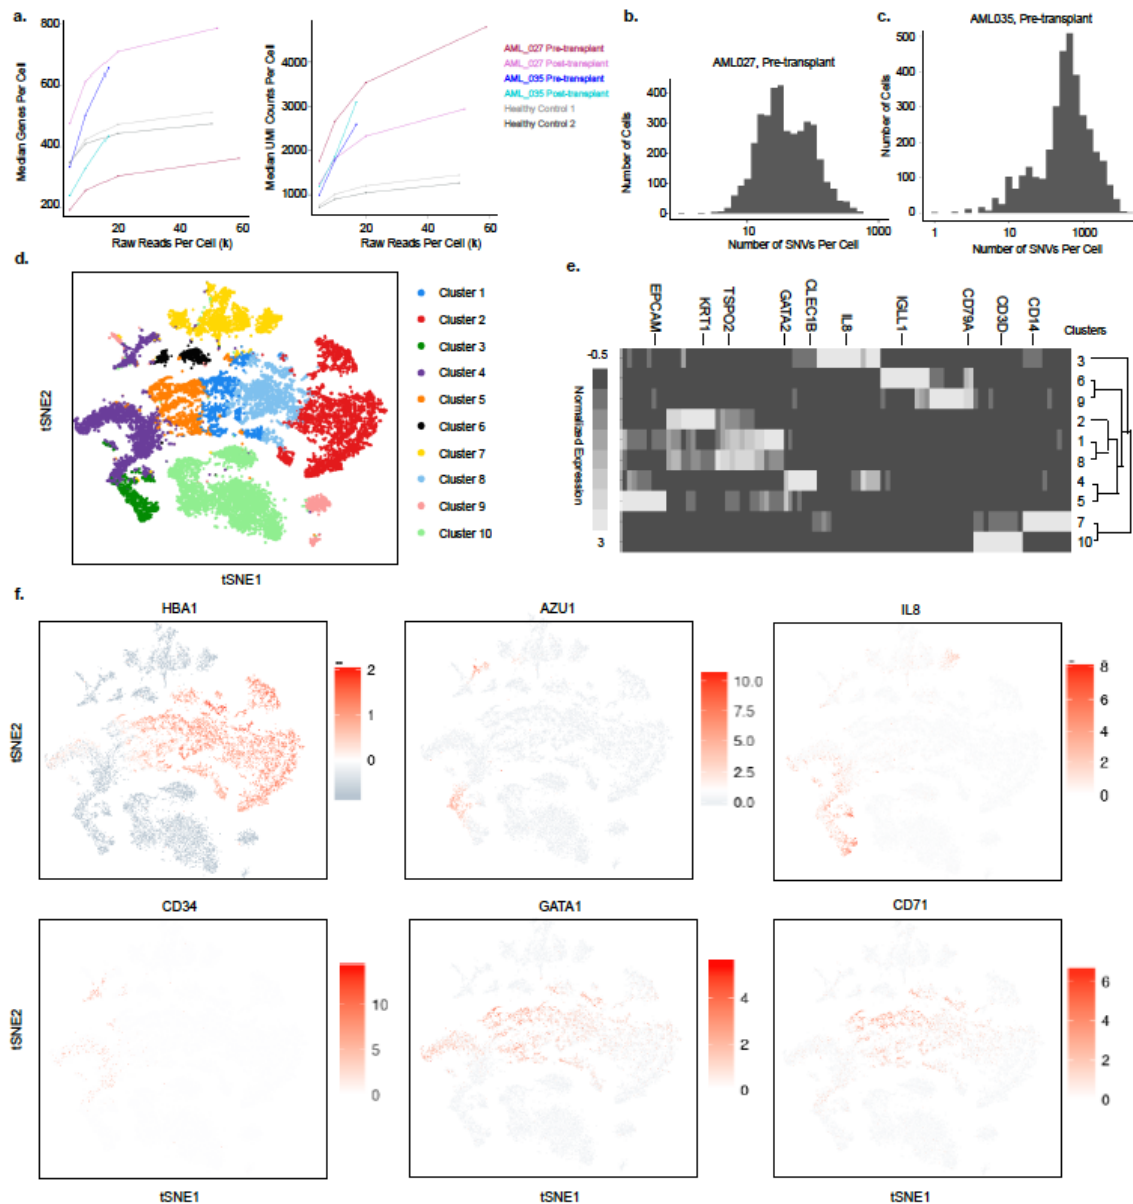 a.
800
600
400
200
Median Genes Per Cell
0 20 40 60
Raw Reads Per Cell (k)
4000
3000
2000
1000
Median UMI Counts Per Cell
0 20 40 60
Raw Reads Per Cell (k)
AML_027 Pre-transplant
AML_027 Post-transplant
AML_035 Pre-transplant
AML_035 Post-transplant
Healthy Control 1
Healthy Control 2
b.
AML027, Pre-transplant
400
300
200
100
0
Number of Cells
10 1000
Number of SNVs Per Cell
c.
AML035, Pre-transplant
500
400
300
200
100
0
Number of Cells
1 10 1000
Number of SNVs Per Cell
d.
tSNE2
tSNE1
Cluster 1
Cluster 2
Cluster 3
Cluster 4
Cluster 5
Cluster 6
Cluster 7
Cluster 8
Cluster 9
Cluster 10
e.
EPCAM
KRT1
TSPO2
GATA2
CLEC1B
IL8
IGLL1
CD79A
CD3D
CD14
Clusters
-0.5
Normalized Expression
3
3
6
9
2
1
8
4
5
7
10
f.
HBA1
tSNE2
2
1
0
AZU1
10.0
7.5
5.0
2.5
0.0
IL8
8
6
4
2
0
CD34
tSNE2
10
5
0
tSNE1
GATA1
4
2
0
tSNE1
CD71
6
4
2
0
tSNE1